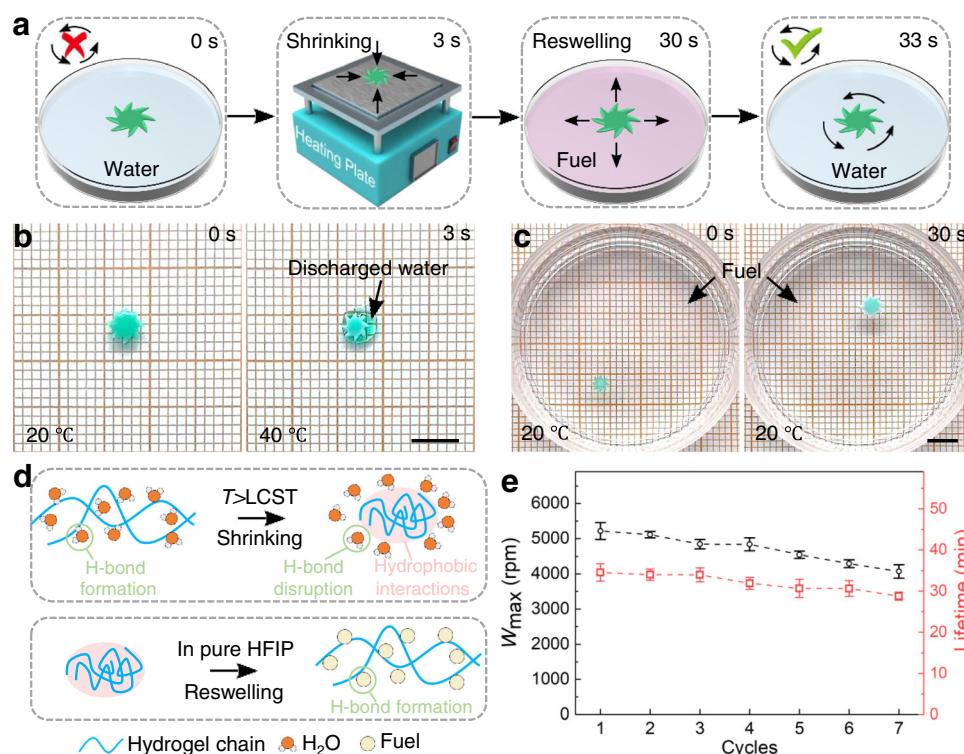 a
0 s
Water
Shrinking
3 s
Heating Plate
Reswelling
30 s
Fuel
33 s
Water
b
0 s
20 ℃
3 s
Discharged water
40 ℃
c
0 s
Fuel
30 s
20 ℃
20 ℃
d
T>LCST
Shrinking
H-bond
formation
H-bond
disruption
Hydrophobic
interactions
In pure HFIP
Reswelling
H-bond formation
Hydrogel chain
H₂O
Fuel
e
Wmax (rpm)
6000
5000
4000
3000
2000
1000
0
1 2 3 4 5 6 7
Cycles
50
40
30
20
10
0
Lifetime (min)